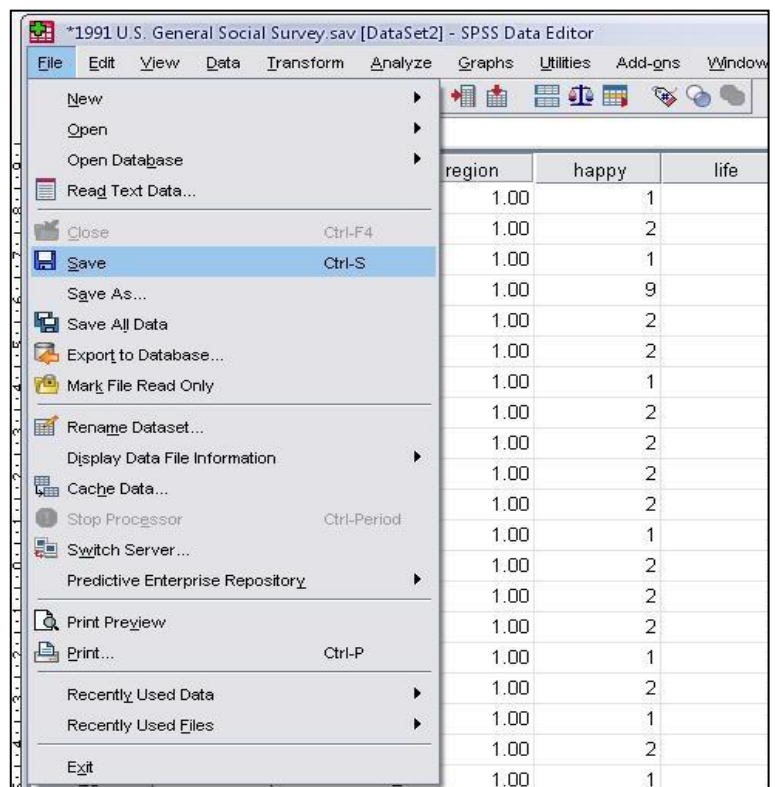 *1991 U.S. General Social Survey.sav [DataSet2] - SPSS Data Editor
File Edit View Data Transform Analyze Graphs Utilities Add-ons Window
New
Open
Open Database
Read Text Data...
Close Ctrl-F4
Save Ctrl-S
Save As...
Save All Data
Export to Database...
Mark File Read Only
Rename Dataset...
Display Data File Information
Cache Data...
Stop Processor Ctrl-Period
Switch Server...
Predictive Enterprise Repository
Print Preview
Print... Ctrl-P
Recently Used Data
Recently Used Files
Exit
region happy life
1.00 1
1.00 2
1.00 1
1.00 9
1.00 2
1.00 2
1.00 1
1.00 2
1.00 2
1.00 2
1.00 2
1.00 1
1.00 2
1.00 2
1.00 2
1.00 1
1.00 2
1.00 1
1.00 2
1.00 1